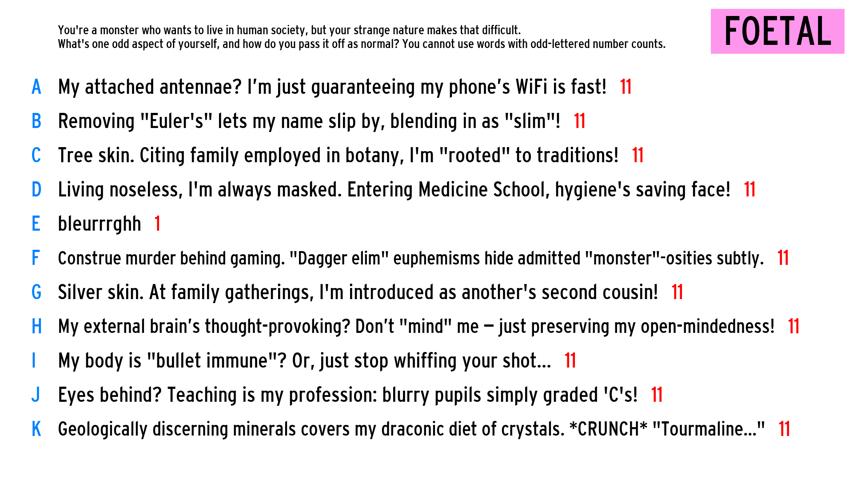 You're a monster who wants to live in human society, but your strange nature makes that difficult.
What's one odd aspect of yourself, and how do you pass it off as normal? You cannot use words with odd-lettered number counts.
FOETAL
A My attached antennae? I'm just guaranteeing my phone's WiFi is fast! 11
B Removing "Euler's" lets my name slip by, blending in as "slim"! 11
C Tree skin. Citing family employed in botany, I'm "rooted" to traditions! 11
D Living noseless, I'm always masked. Entering Medicine School, hygiene's saving face! 11
E bleurrrghh 1
F Construe murder behind gaming. "Dagger elim" euphemisms hide admitted "monster"-osities subtly. 11
G Silver skin. At family gatherings, I'm introduced as another's second cousin! 11
H My external brain's thought-provoking? Don't "mind" me – just preserving my open-mindedness! 11
I My body is "bullet immune"? Or, just stop whiffing your shot... 11
J Eyes behind? Teaching is my profession: blurry pupils simply graded 'C's! 11
K Geologically discerning minerals covers my draconic diet of crystals. *CRUNCH* "Tourmaline..." 11